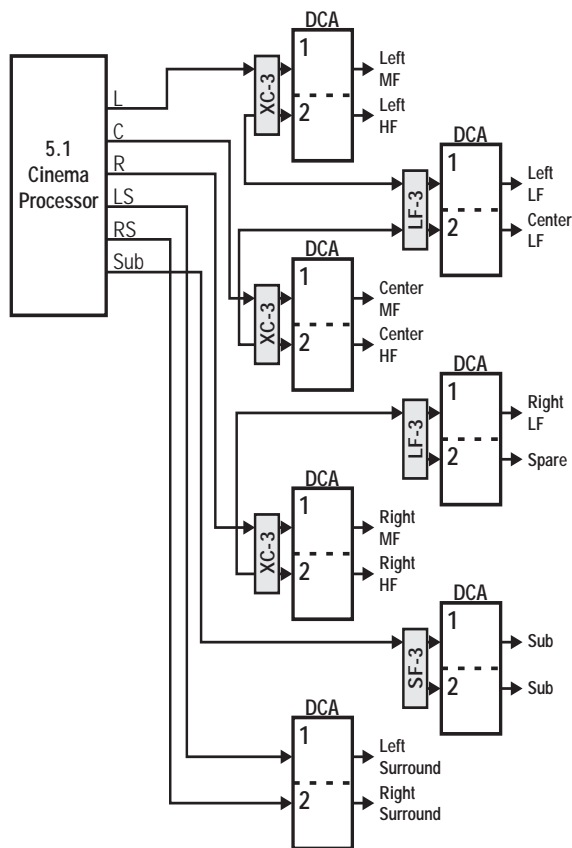 5.1
Cinema
Processor
L
C
R
LS
RS
Sub
DCA
XC-3
1
2
Left
MF
Left
HF
DCA
LF-3
1
2
Left
LF
Center
LF
DCA
XC-3
1
2
Center
MF
Center
HF
DCA
LF-3
1
2
Right
LF
Spare
DCA
XC-3
1
2
Right
MF
Right
HF
DCA
SF-3
1
2
Sub
Sub
DCA
1
2
Left
Surround
Right
Surround